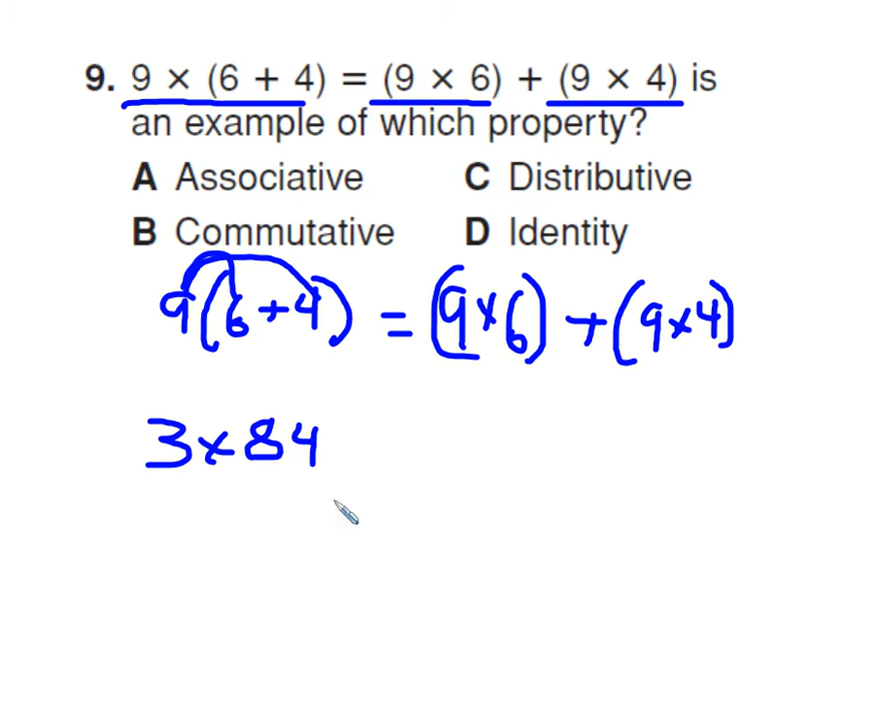 9. 9 × (6 + 4) = (9 × 6) + (9 × 4) is
an example of which property?
A Associative C Distributive
B Commutative D Identity
9(6+4) = (9×6)+(9×4)
3×84